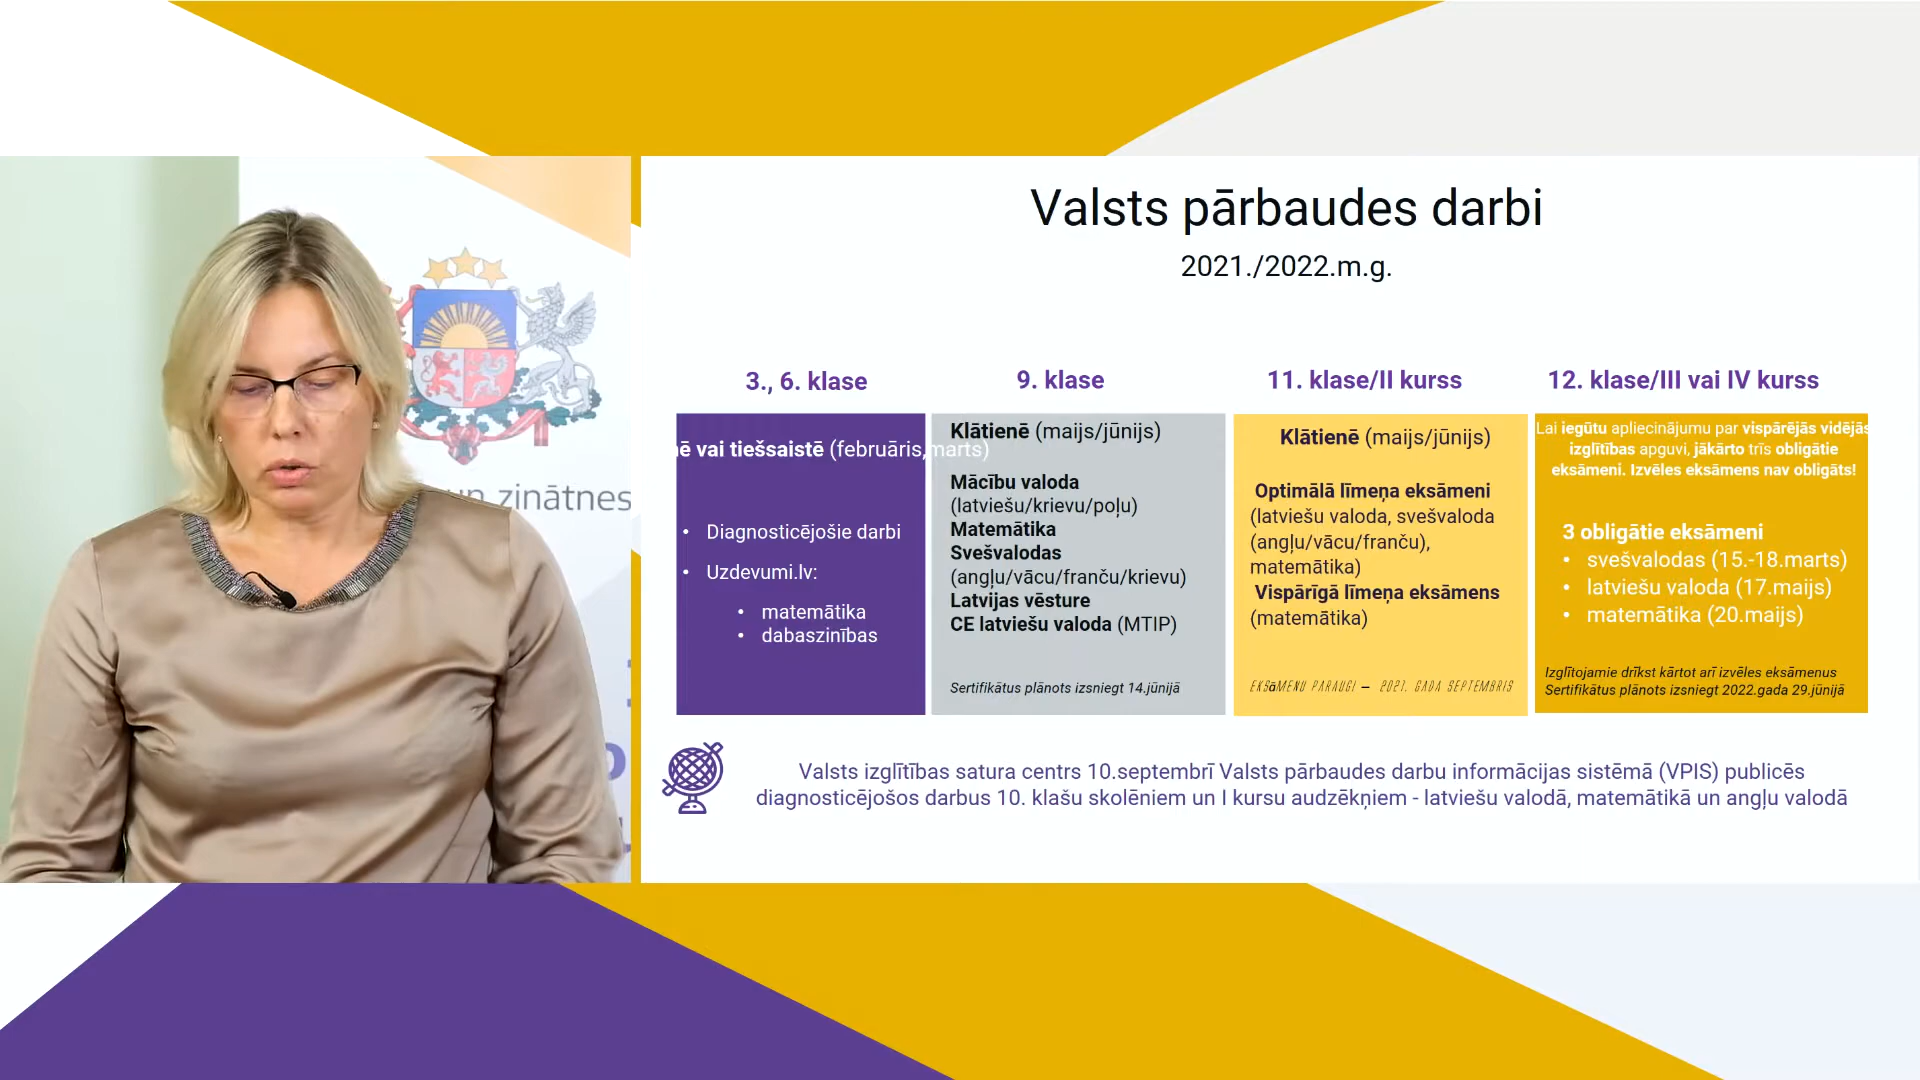 un zinātnes
Valsts pārbaudes darbi
2021./2022.m.g.
3., 6. klase
ē vai tiešsaistē (februāris,marts)
• Diagnosticējošie darbi
• Uzdevumi.lv:
• matemātika
• dabaszinības
9. klase
Klātienē (maijs/jūnijs)
Mācību valoda
(latviešu/krievu/poļu)
Matemātika
Svešvalodas
(angļu/vācu/franču/krievu)
Latvijas vēsture
CE latviešu valoda (MTIP)
Sertifikātus plānots izsniegt 14.jūnijā
11. klase/II kurss
Klātienē (maijs/jūnijs)
Optimālā līmeņa eksāmeni
(latviešu valoda, svešvaloda
(angļu/vācu/franču),
matemātika)
Vispārīgā līmeņa eksāmens
(matemātika)
EKSāMENU PARAUGI – 2021. GADA SEPTEMBRIS
12. klase/III vai IV kurss
Lai iegūtu apliecinājumu par vispārējās vidējās
izglītības apguvi, jākārto trīs obligātie
eksāmeni. Izvēles eksāmens nav obligāts!
3 obligātie eksāmeni
• svešvalodas (15.-18.marts)
• latviešu valoda (17.maijs)
• matemātika (20.maijs)
Izglītojamie drīkst kārtot arī izvēles eksāmenus
Sertifikātus plānots izsniegt 2022.gada 29.jūnijā
Valsts izglītības satura centrs 10.septembrī Valsts pārbaudes darbu informācijas sistēmā (VPIS) publicēs
diagnosticējošos darbus 10. klašu skolēniem un I kursu audzēkņiem - latviešu valodā, matemātikā un angļu valodā